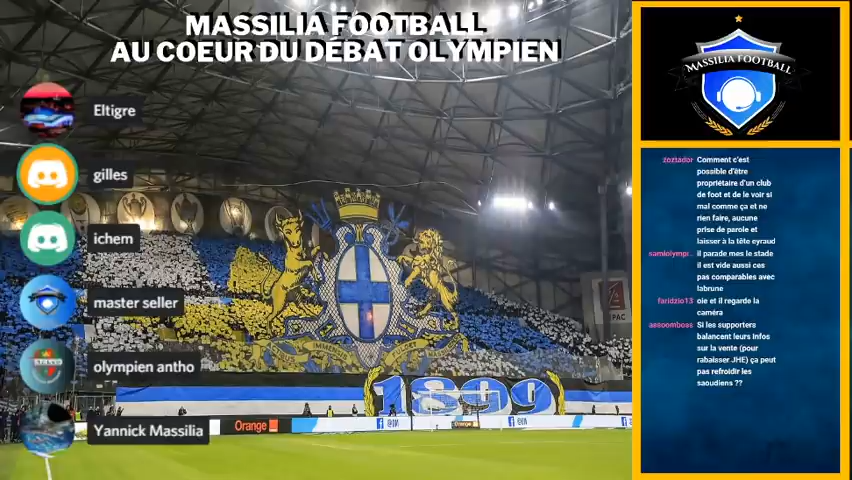 MASSILIA FOOTBALL
AU COEUR DU DÉBAT OLYMPIEN
Eltigre
gilles
ichem
master seller
olympien antho
Yannick Massilia
1899
Orange
MASSILIA FOOTBALL
zoztador Comment c'est
possible d'être
propriétaire d'un club
de foot et de le voir si
mal comme ça et ne
rien faire, aucune
prise de parole et
laisser à la tête eyraud
samiolympi.. il parade mes le stade
il est vide aussi ces
pas comparables avec
labrune
faridzio13 oie et il regarde la
caméra
assoomboss Si les supporters
balancent leurs infos
sur la vente (pour
rabaisser JHE) ça peut
pas refroidir les
saoudiens ??